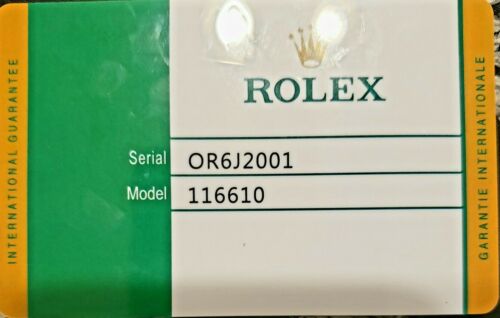 INTERNATIONAL GUARANTEE
ROLEX
Serial OR6J2001
Model 116610
GARANTIE INTERNATIONALE